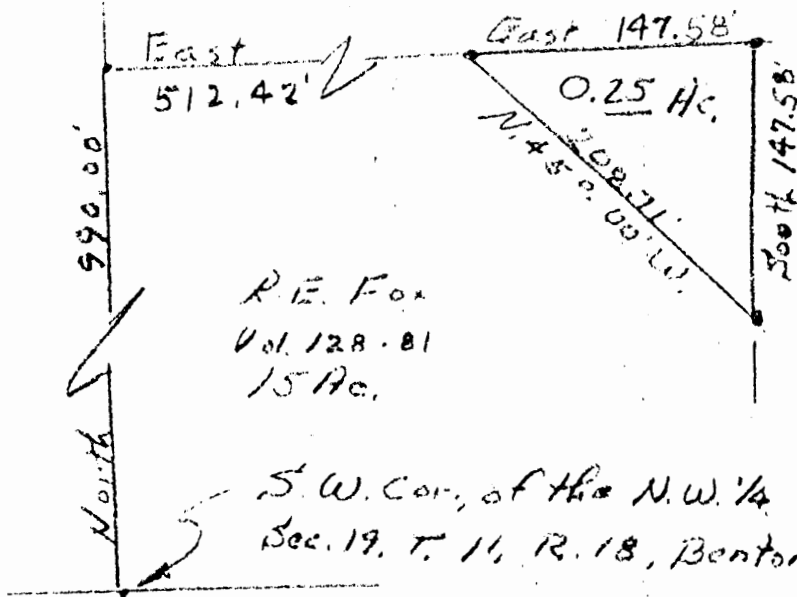 East
512.42'
East 147.58'
0.25 Ac.
South 147.58'
208.71'
N. 45°. 00' W.
990.00'
North
R.E. Fox
Vol. 128-81
15 Ac.
S.W. Cor., of the N.W. 1/4
Sec. 19, T. 11, R. 18, Benton